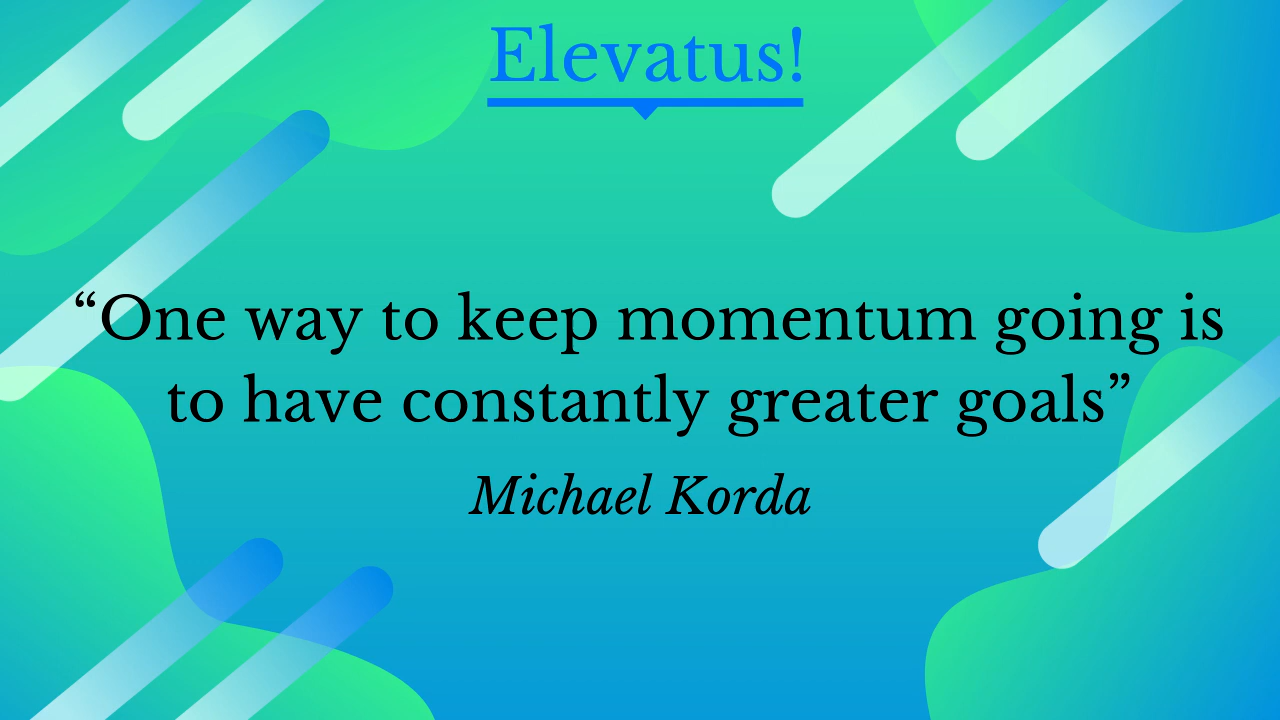 Elevatus!
“One way to keep momentum going is
to have constantly greater goals”
Michael Korda